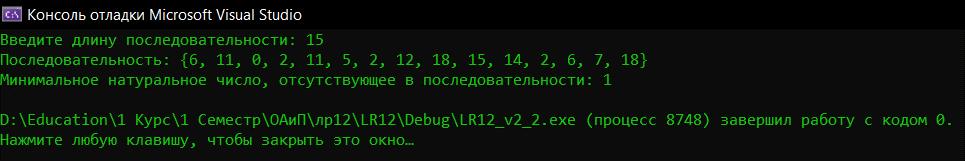 Консоль отладки Microsoft Visual Studio
Введите длину последовательности: 15
Последовательность: {6, 11, 0, 2, 11, 5, 2, 12, 18, 15, 14, 2, 6, 7, 18}
Минимальное натуральное число, отсутствующее в последовательности: 1
D:\Education\1 Курс\1 Семестр\ОАиП\лр12\LR12\Debug\LR12_v2_2.exe (процесс 8748) завершил работу с кодом 0.
Нажмите любую клавишу, чтобы закрыть это окно…